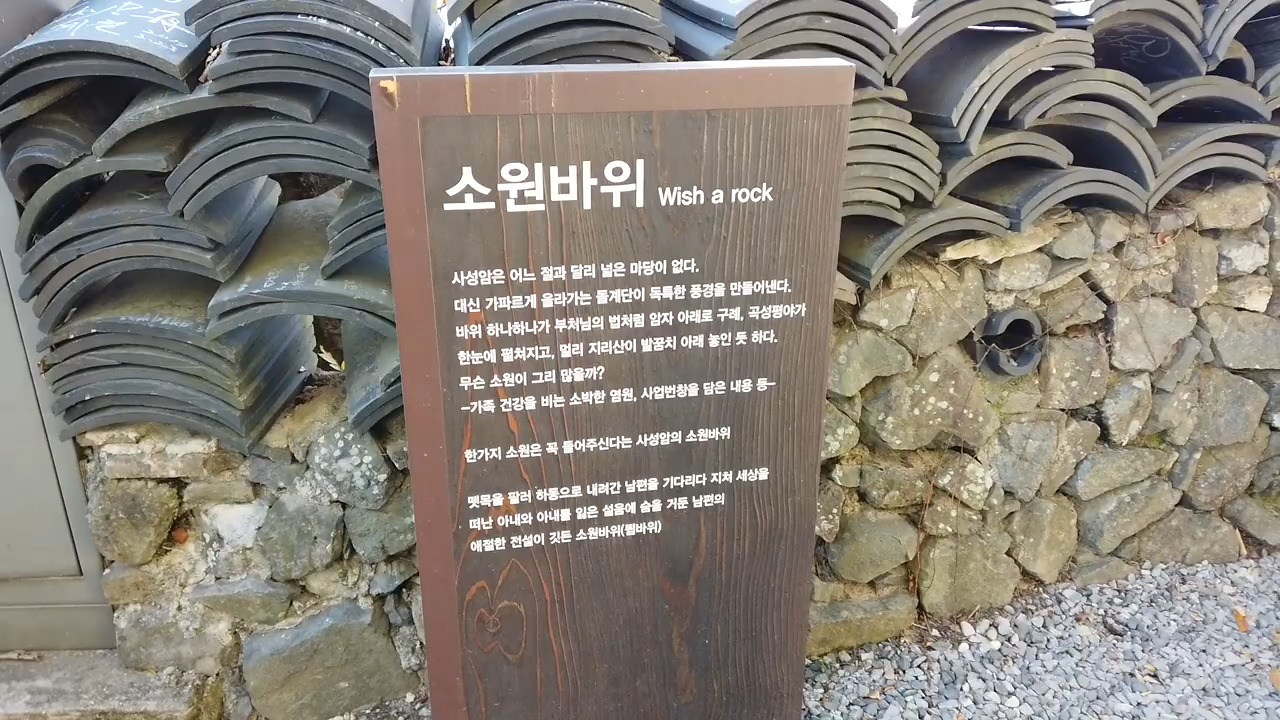 소원바위 Wish a rock
사성암은 어느 절과 달리 넓은 마당이 없다.
대신 가파르게 올라가는 돌계단이 독특한 풍경을 만들어낸다.
바위 하나하나가 부처님의 법처럼 암자 아래로 구례, 곡성평야가
한눈에 펼쳐지고, 멀리 지리산이 발꿈치 아래 놓인 듯 하다.
무슨 소원이 그리 많을까?
-가족 건강을 비는 소박한 염원, 사업번창을 담은 내용 등-
한가지 소원은 꼭 들어주신다는 사성암의 소원바위
뗏목을 팔러 하동으로 내려간 남편을 기다리다 지쳐 세상을
떠난 아내와 아내를 잃은 설움에 숨을 거둔 남편의
애절한 전설이 깃든 소원바위(뜀바위)